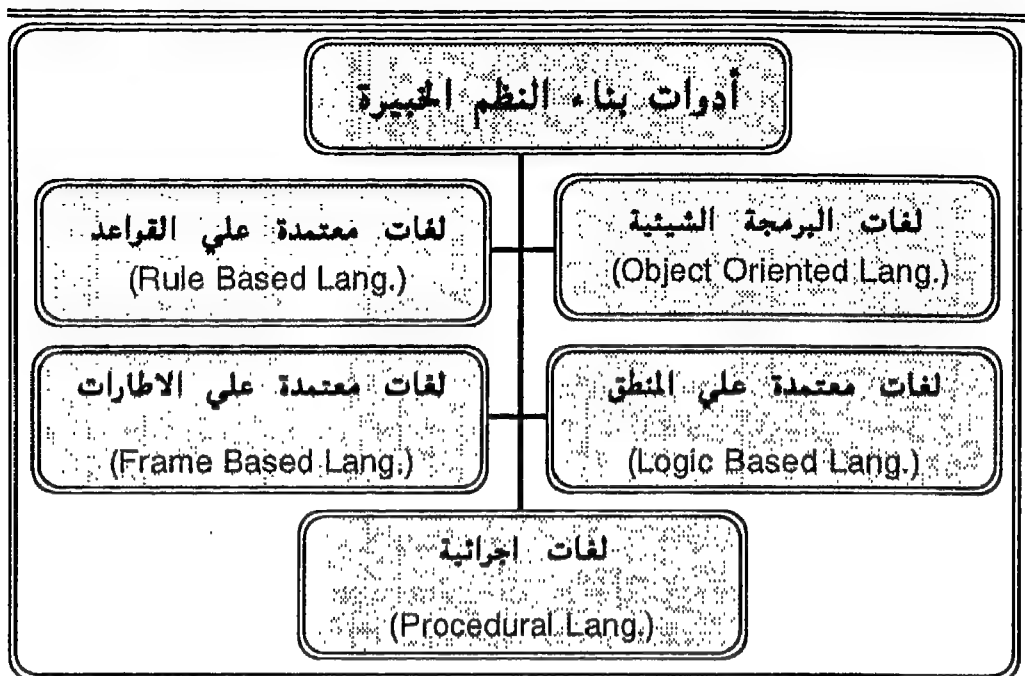 أدوات بناء النظم الخبيرة
لغات البرمجة الشيئية
(Object Oriented Lang.)
لغات معتمدة علي القواعد
(Rule Based Lang.)
لغات معتمدة علي المنطق
(Logic Based Lang.)
لغات معتمدة علي الاطارات
(Frame Based Lang.)
لغات اجرائية
(Procedural Lang.)